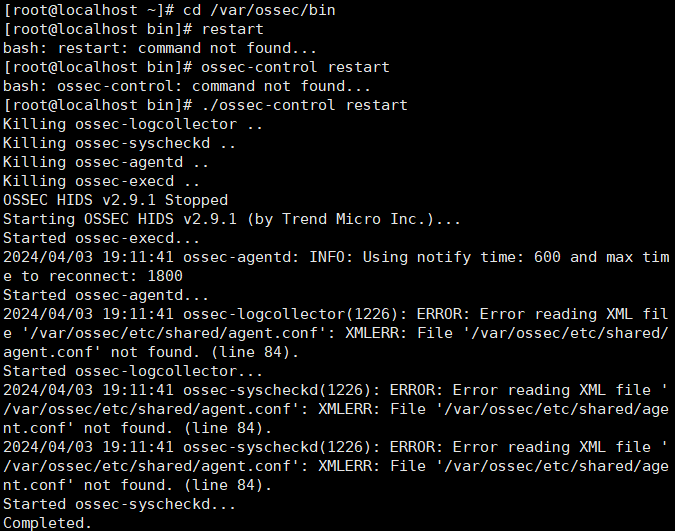 [root@localhost ~]# cd /var/ossec/bin
[root@localhost bin]# restart
bash: restart: command not found...
[root@localhost bin]# ossec-control restart
bash: ossec-control: command not found...
[root@localhost bin]# ./ossec-control restart
Killing ossec-logcollector ..
Killing ossec-syscheckd ..
Killing ossec-agentd ..
Killing ossec-execd ..
OSSEC HIDS v2.9.1 Stopped
Starting OSSEC HIDS v2.9.1 (by Trend Micro Inc.)...
Started ossec-execd...
2024/04/03 19:11:41 ossec-agentd: INFO: Using notify time: 600 and max tim
e to reconnect: 1800
Started ossec-agentd...
2024/04/03 19:11:41 ossec-logcollector(1226): ERROR: Error reading XML fil
e '/var/ossec/etc/shared/agent.conf': XMLERR: File '/var/ossec/etc/shared/
agent.conf' not found. (line 84).
Started ossec-logcollector...
2024/04/03 19:11:41 ossec-syscheckd(1226): ERROR: Error reading XML file '
/var/ossec/etc/shared/agent.conf': XMLERR: File '/var/ossec/etc/shared/age
nt.conf' not found. (line 84).
2024/04/03 19:11:41 ossec-syscheckd(1226): ERROR: Error reading XML file '
/var/ossec/etc/shared/agent.conf': XMLERR: File '/var/ossec/etc/shared/age
nt.conf' not found. (line 84).
Started ossec-syscheckd...
Completed.